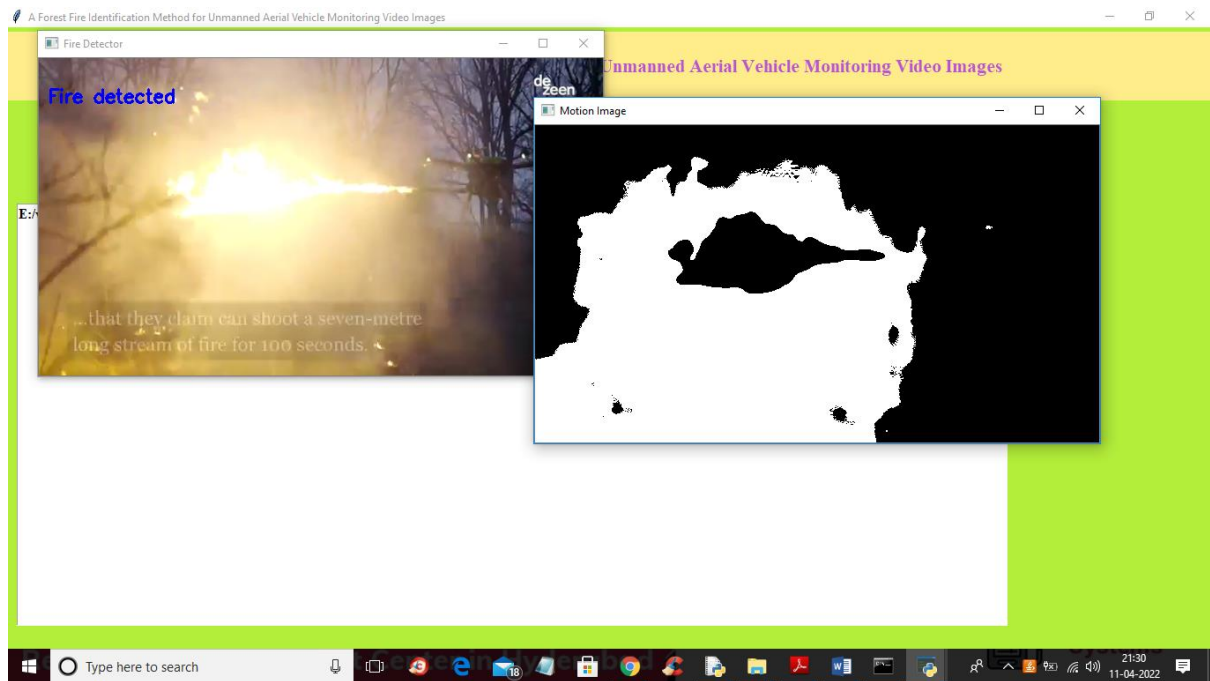 A Forest Fire Identification Method for Unmanned Aerial Vehicle Monitoring Video Images
Unmanned Aerial Vehicle Monitoring Video Images
Fire Detector
Fire detected
de
zeen
Motion Image
E:/
...that they claim can shoot a seven-metre
long stream of fire for 100 seconds.
Type here to search
18
21:30
11-04-2022